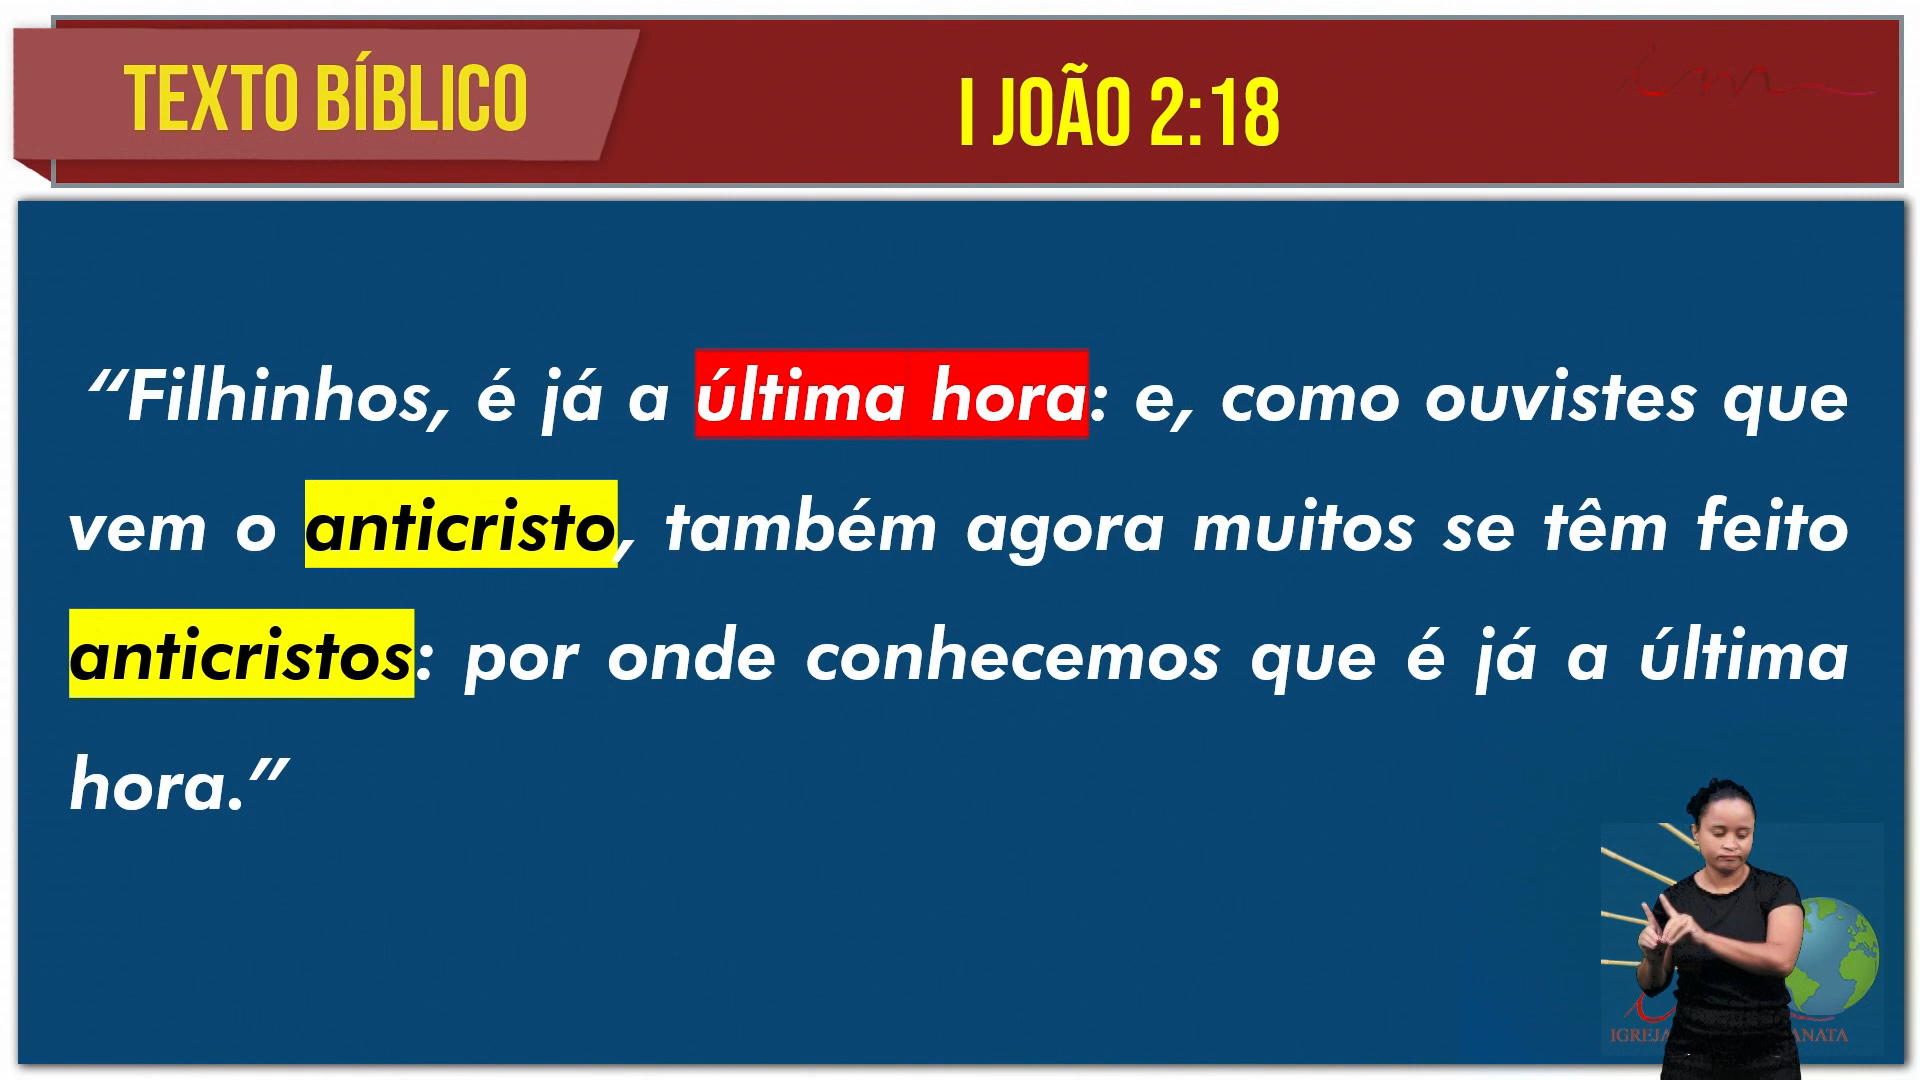 TEXTO BÍBLICO
I JOÃO 2:18
“Filhinhos, é já a última hora: e, como ouvistes que
vem o anticristo, também agora muitos se têm feito
anticristos: por onde conhecemos que é já a última
hora.”